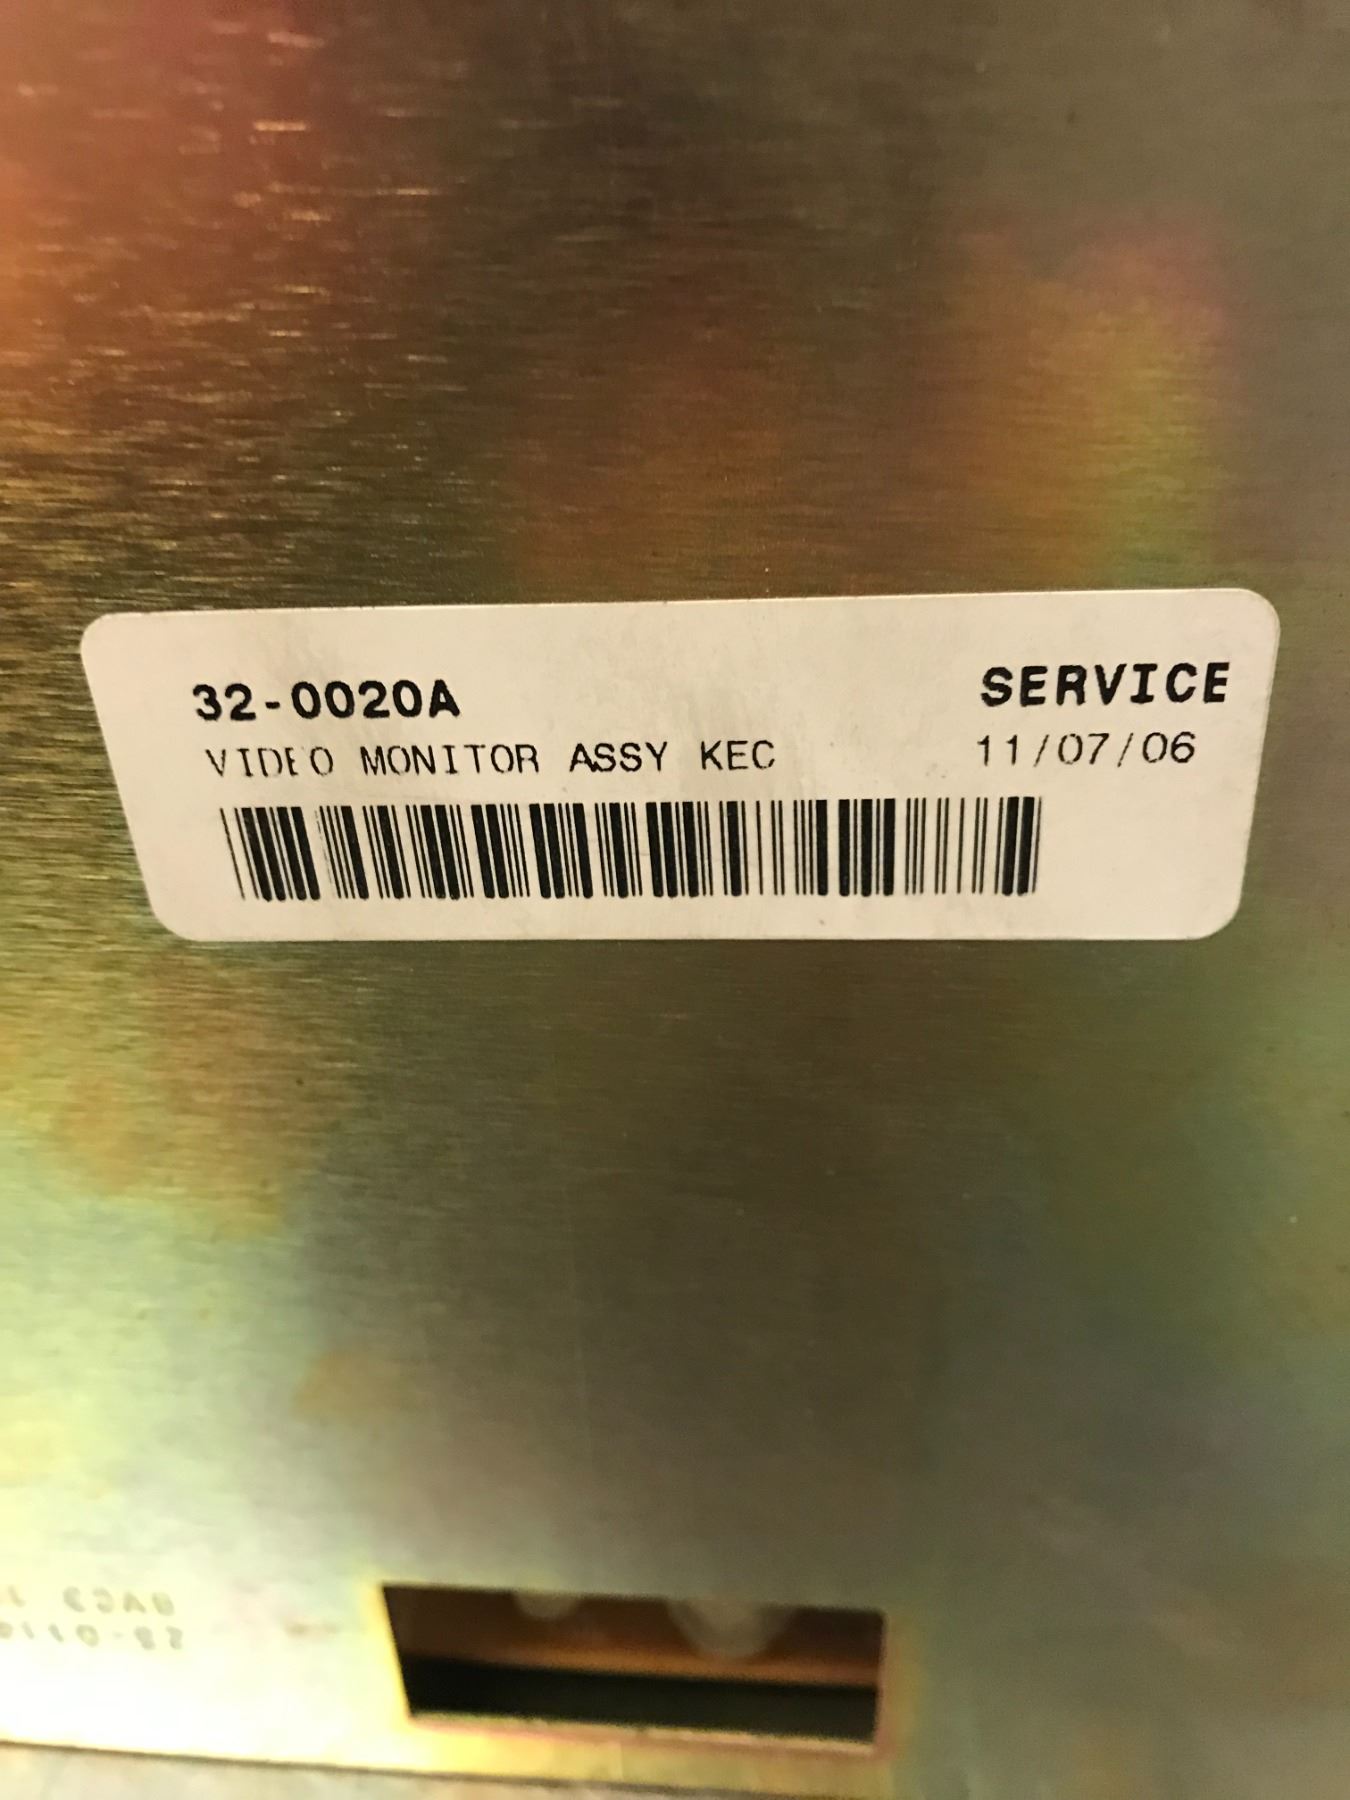 32-0020A SERVICE
VIDEO MONITOR ASSY KEC 11/07/06